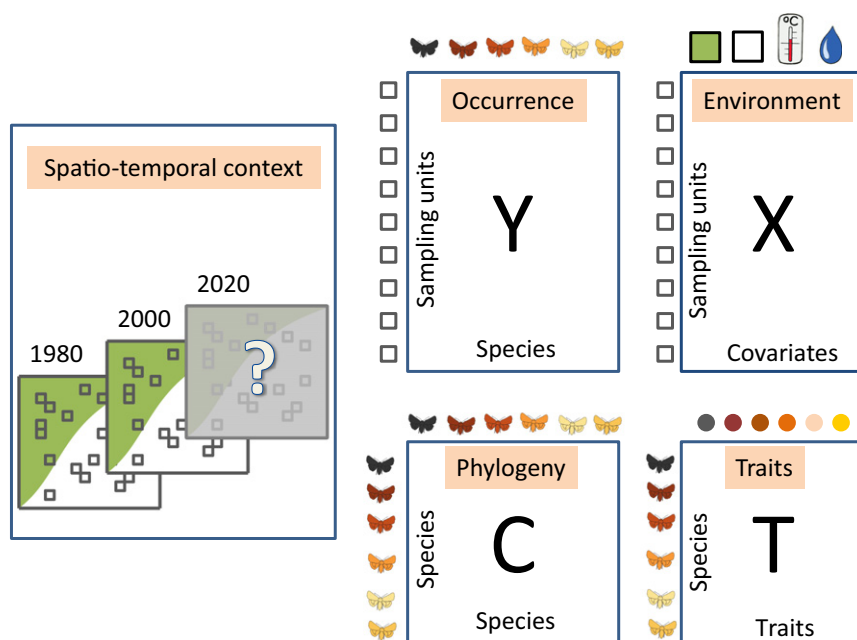 Spatio-temporal context
1980
2000
2020
?
Occurrence
Sampling units
Y
Species
°C
Environment
Sampling units
X
Covariates
Phylogeny
Species
C
Species
Traits
Species
T
Traits